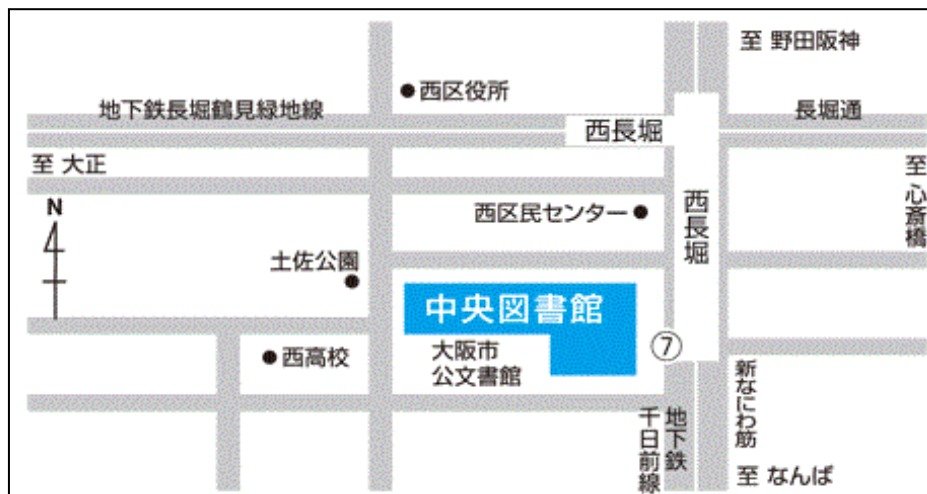 至 野田阪神
西区役所
地下鉄長堀鶴見緑地線
長堀通
西長堀
至 大正
至 心斎橋
N
西区民センター
西長堀
土佐公園
中央図書館
⑦
西高校
大阪市
公文書館
新なにわ筋
地下鉄
千日前線
至 なんば